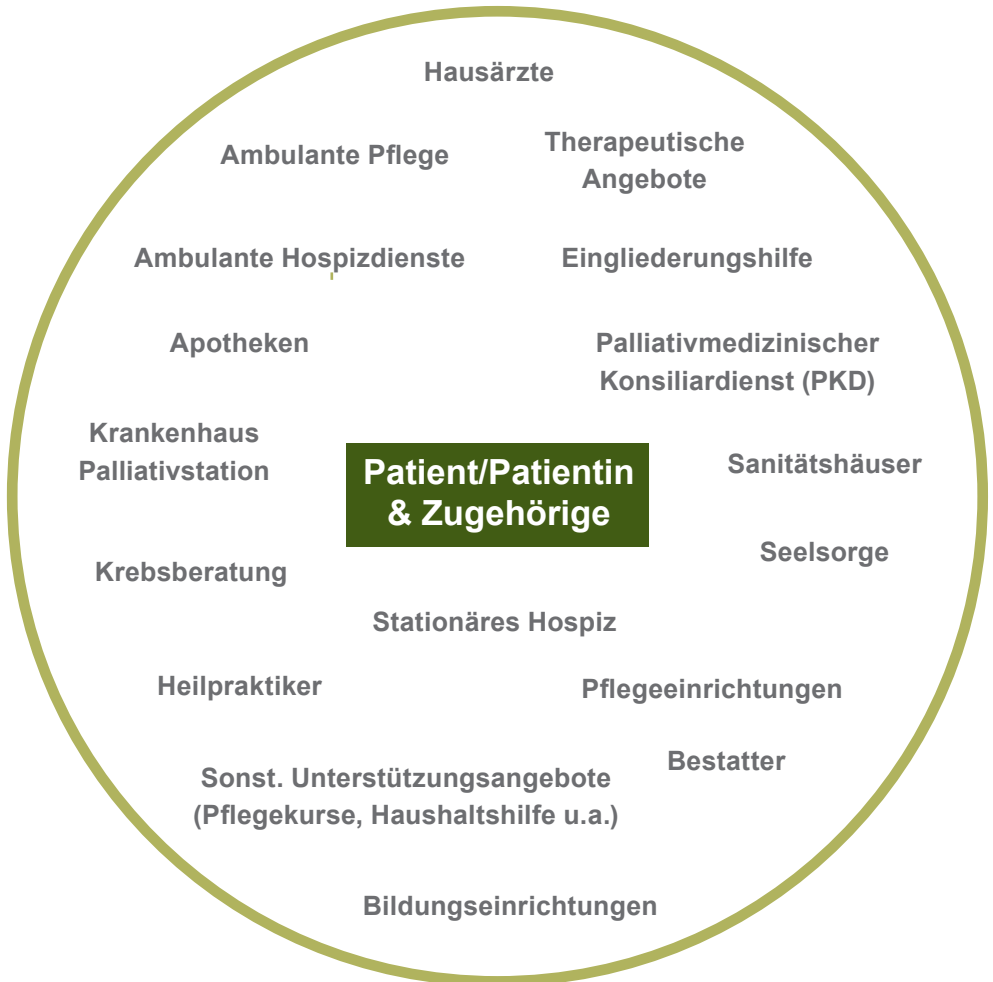 Hausärzte
Ambulante Pflege
Therapeutische
Angebote
Ambulante Hospizdienste
Eingliederungshilfe
Apotheken
Palliativmedizinischer
Konsiliardienst (PKD)
Krankenhaus
Palliativstation
Patient/Patientin
& Zugehörige
Sanitätshäuser
Seelsorge
Krebsberatung
Stationäres Hospiz
Heilpraktiker
Pflegeeinrichtungen
Bestatter
Sonst. Unterstützungsangebote
(Pflegekurse, Haushaltshilfe u.a.)
Bildungseinrichtungen